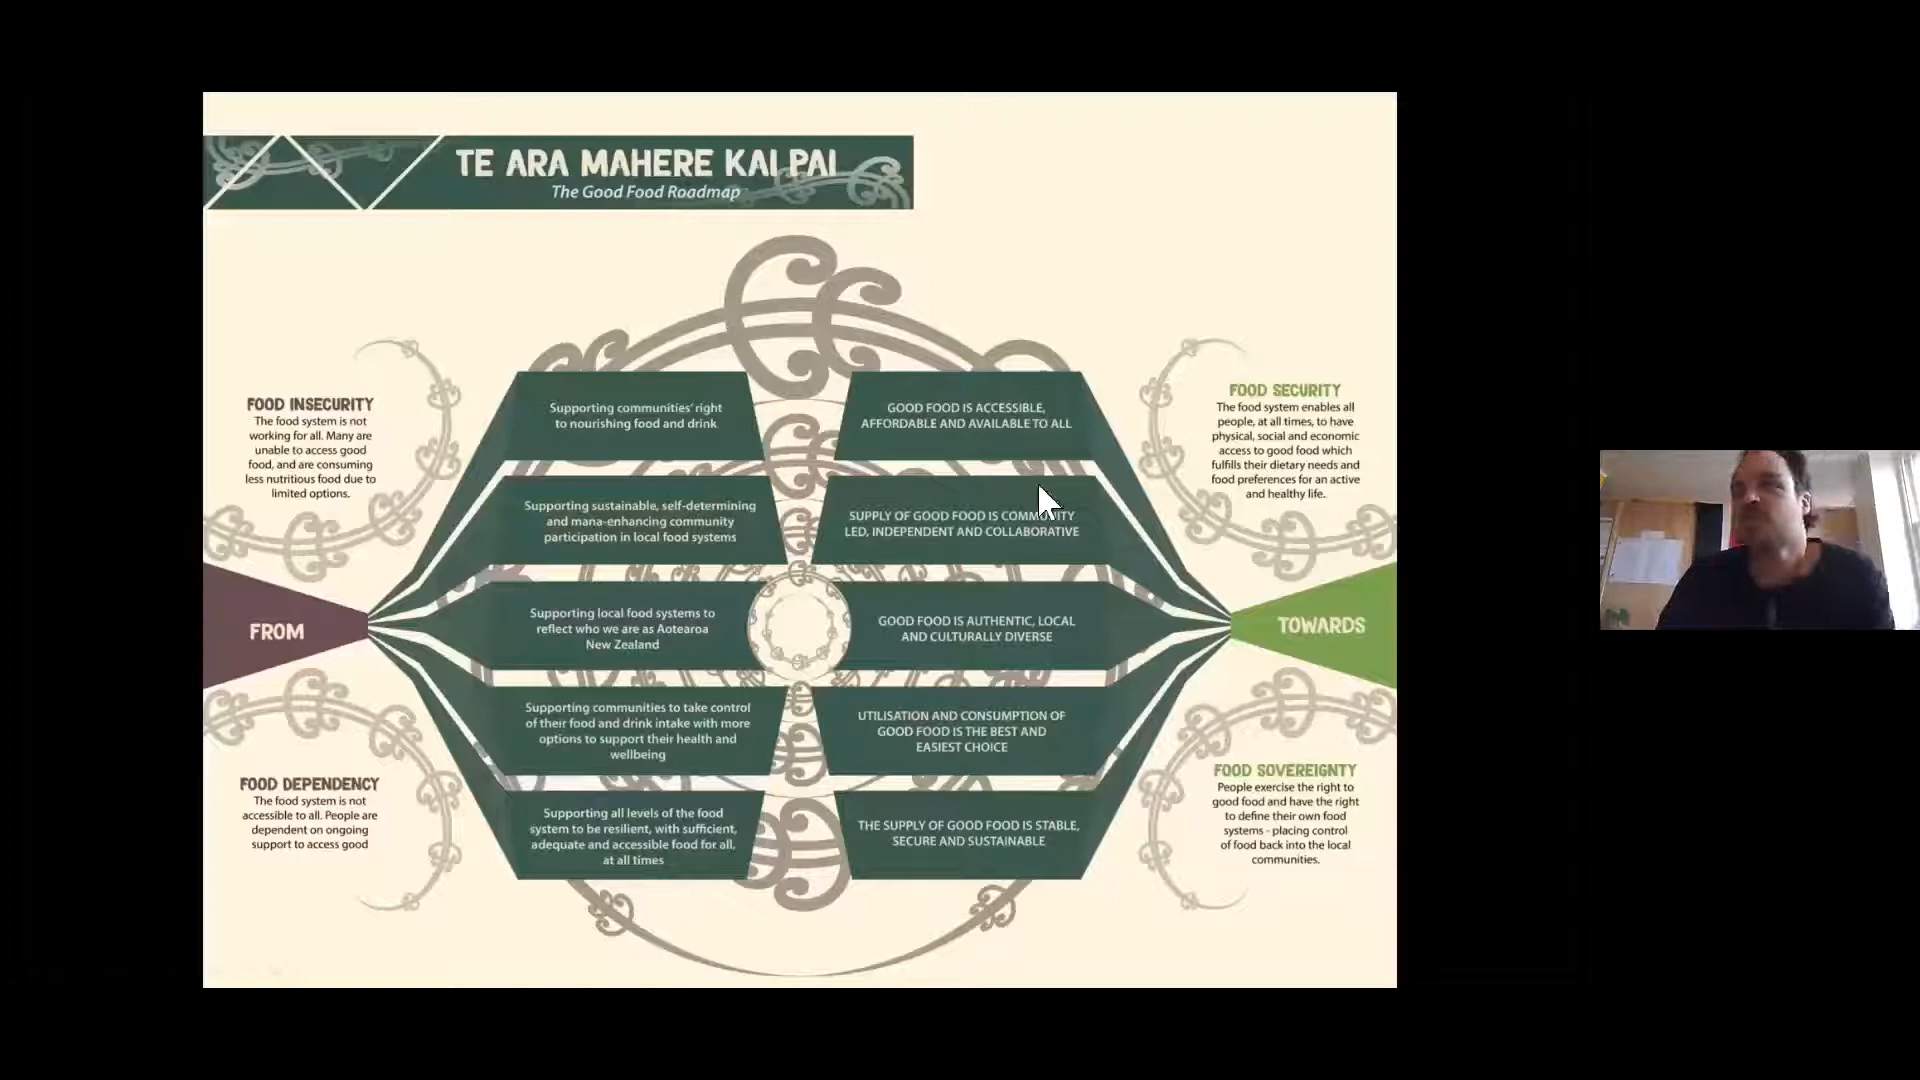 TE ARA MAHERE KAI PAI
The Good Food Roadmap
FOOD INSECURITY
The food system is not
working for all. Many are
unable to access good
food, and are consuming
less nutritious food due to
limited options.
FROM
FOOD DEPENDENCY
The food system is not
accessible to all. People are
dependent on ongoing
support to access good
Supporting communities' right
to nourishing food and drink
Supporting sustainable, self-determining
and mana-enhancing community
participation in local food systems
Supporting local food systems to
reflect who we are as Aotearoa
New Zealand
Supporting communities to take control
of their food and drink intake with more
options to support their health and
wellbeing
Supporting all levels of the food
system to be resilient, with sufficient,
adequate and accessible food for all,
at all times
GOOD FOOD IS ACCESSIBLE,
AFFORDABLE AND AVAILABLE TO ALL
SUPPLY OF GOOD FOOD IS COMMUNITY
LED, INDEPENDENT AND COLLABORATIVE
GOOD FOOD IS AUTHENTIC, LOCAL
AND CULTURALLY DIVERSE
UTILISATION AND CONSUMPTION OF
GOOD FOOD IS THE BEST AND
EASIEST CHOICE
THE SUPPLY OF GOOD FOOD IS STABLE,
SECURE AND SUSTAINABLE
FOOD SECURITY
The food system enables all
people, at all times, to have
physical, social and economic
access to good food which
fulfills their dietary needs and
food preferences for an active
and healthy life.
TOWARDS
FOOD SOVEREIGNTY
People exercise the right to
good food and have the right
to define their own food
systems - placing control
of food back into the local
communities.